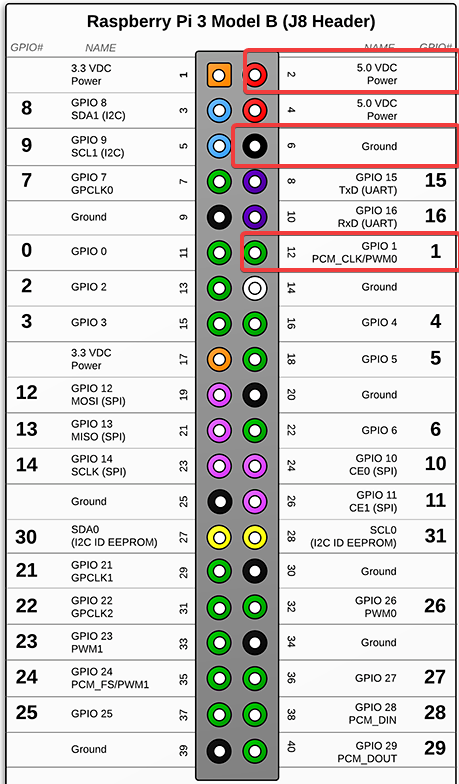 Raspberry Pi 3 Model B (J8 Header)
GPIO# NAME NAME GPIO#
3.3 VDC
Power 1 2 5.0 VDC
Power
8 GPIO 8
SDA1 (I2C) 3 4 5.0 VDC
Power
9 GPIO 9
SCL1 (I2C) 5 6 Ground
7 GPIO 7
GPCLK0 7 8 GPIO 15
TxD (UART) 15
Ground 9 10 GPIO 16
RxD (UART) 16
0 GPIO 0 11 12 GPIO 1
PCM_CLK/PWM0 1
2 GPIO 2 13 14 Ground
3 GPIO 3 15 16 GPIO 4 4
3.3 VDC
Power 17 18 GPIO 5 5
12 GPIO 12
MOSI (SPI) 19 20 Ground
13 GPIO 13
MISO (SPI) 21 22 GPIO 6 6
14 GPIO 14
SCLK (SPI) 23 24 GPIO 10
CE0 (SPI) 10
Ground 25 26 GPIO 11
CE1 (SPI) 11
30 SDA0
(I2C ID EEPROM) 27 28 SCL0
(I2C ID EEPROM) 31
21 GPIO 21
GPCLK1 29 30 Ground
22 GPIO 22
GPCLK2 31 32 GPIO 26
PWM0 26
23 GPIO 23
PWM1 33 34 Ground
24 GPIO 24
PCM_FS/PWM1 35 36 GPIO 27 27
25 GPIO 25 37 38 GPIO 28
PCM_DIN 28
Ground 39 40 GPIO 29
PCM_DOUT 29